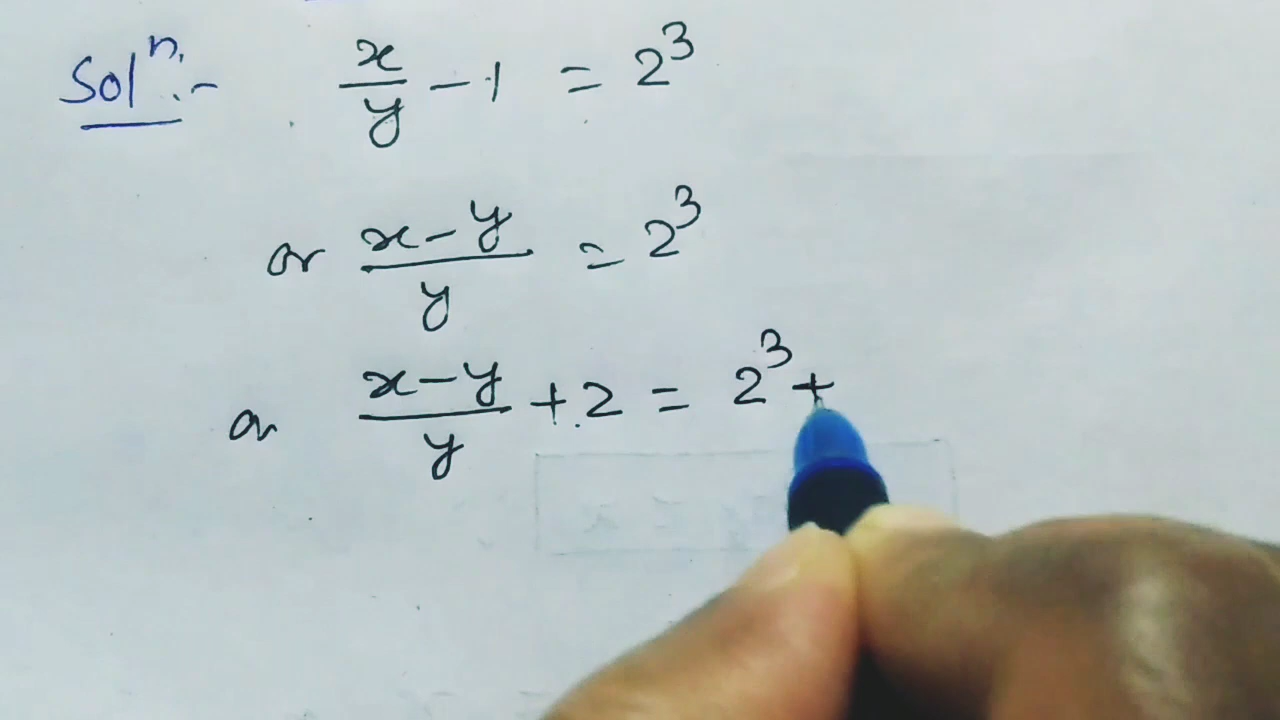 Solⁿ.- x/y - 1 = 2³
or (x-y)/y = 2³
or (x-y)/y + 2 = 2³ +